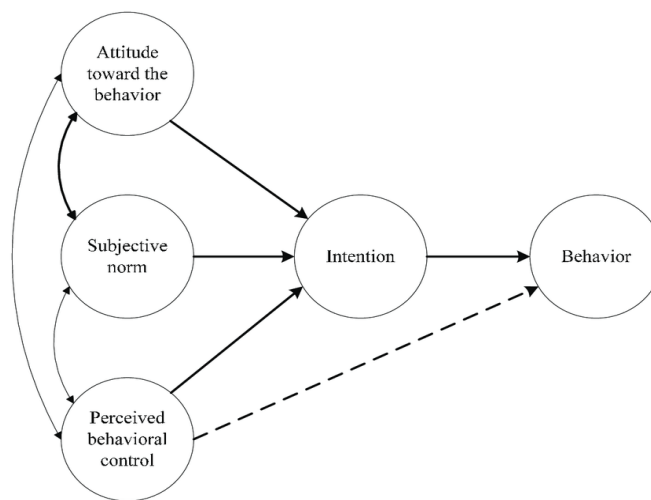 Attitude
toward the
behavior
Subjective
norm
Intention
Behavior
Perceived
behavioral
control